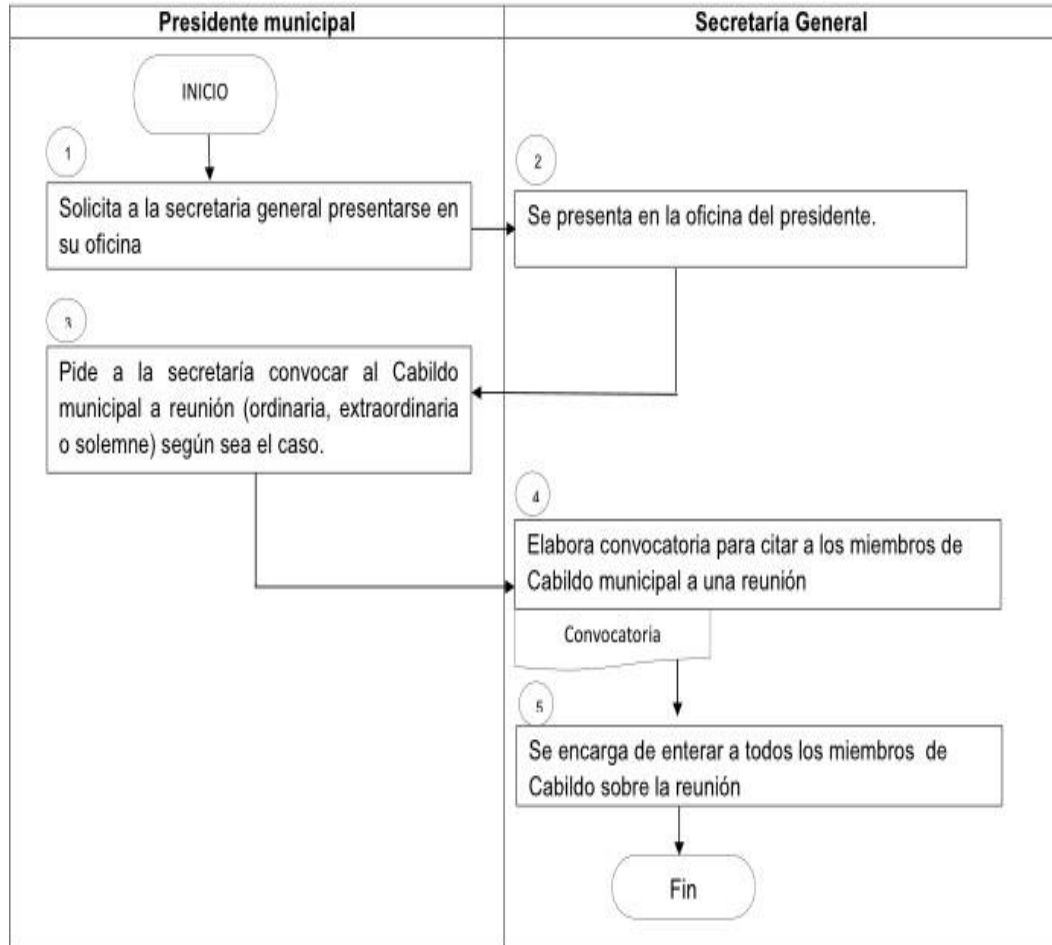 Presidente municipal
Secretaría General
INICIO
1
2
Solicita a la secretaria general presentarse en
su oficina
Se presenta en la oficina del presidente.
3
Pide a la secretaría convocar al Cabildo
municipal a reunión (ordinaria, extraordinaria
o solemne) según sea el caso.
4
Elabora convocatoria para citar a los miembros de
Cabildo municipal a una reunión
Convocatoria
5
Se encarga de enterar a todos los miembros de
Cabildo sobre la reunión
Fin